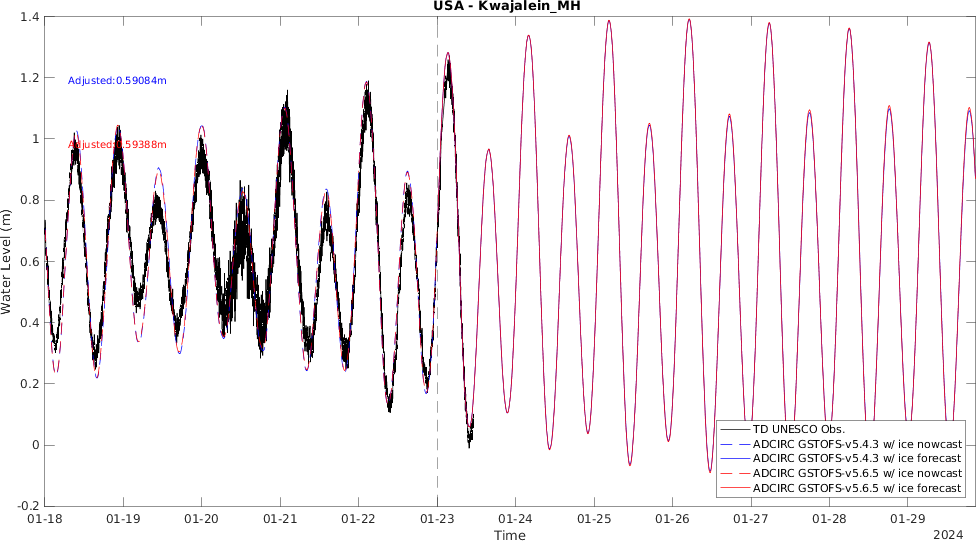 USA - Kwajalein_MH
1.4
1.2
1
0.8
0.6
0.4
0.2
0
-0.2
Water Level (m)
Adjusted:0.59084m
Adjusted:0.59388m
TD UNESCO Obs.
ADCIRC GSTOFS-v5.4.3 w/ ice nowcast
ADCIRC GSTOFS-v5.4.3 w/ ice forecast
ADCIRC GSTOFS-v5.6.5 w/ ice nowcast
ADCIRC GSTOFS-v5.6.5 w/ ice forecast
01-18 01-19 01-20 01-21 01-22 01-23 01-24 01-25 01-26 01-27 01-28 01-29
Time
2024